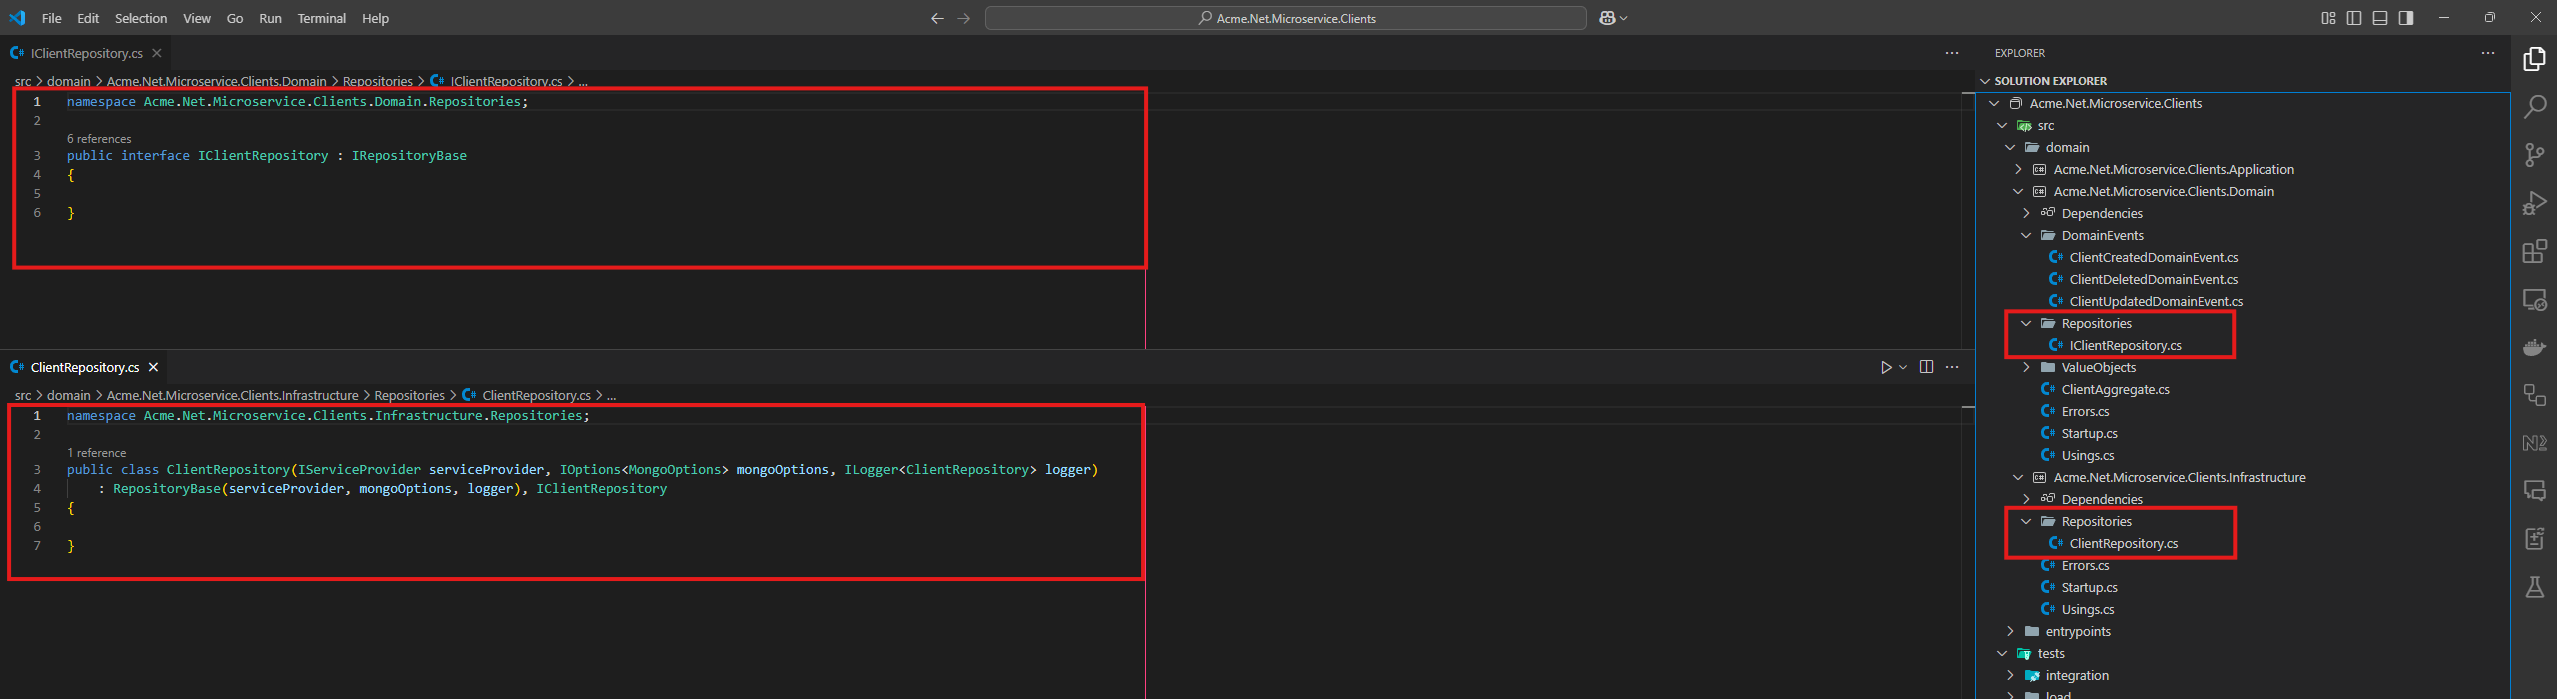 File Edit Selection View Go Run Terminal Help
Acme.Net.Microservice.Clients
IClientRepository.cs
src > domain > Acme.Net.Microservice.Clients.Domain > Repositories > IClientRepository.cs > ...
1 namespace Acme.Net.Microservice.Clients.Domain.Repositories;
2
6 references
3 public interface IClientRepository : IRepositoryBase
4 {
5
6 }
ClientRepository.cs
src > domain > Acme.Net.Microservice.Clients.Infrastructure > Repositories > ClientRepository.cs > ...
1 namespace Acme.Net.Microservice.Clients.Infrastructure.Repositories;
2
1 reference
3 public class ClientRepository(IServiceProvider serviceProvider, IOptions<MongoOptions> mongoOptions, ILogger<ClientRepository> logger)
4 : RepositoryBase(serviceProvider, mongoOptions, logger), IClientRepository
5 {
6
7 }
EXPLORER
SOLUTION EXPLORER
Acme.Net.Microservice.Clients
src
domain
Acme.Net.Microservice.Clients.Application
Acme.Net.Microservice.Clients.Domain
Dependencies
DomainEvents
ClientCreatedDomainEvent.cs
ClientDeletedDomainEvent.cs
ClientUpdatedDomainEvent.cs
Repositories
IClientRepository.cs
ValueObjects
ClientAggregate.cs
Errors.cs
Startup.cs
Usings.cs
Acme.Net.Microservice.Clients.Infrastructure
Dependencies
Repositories
ClientRepository.cs
Errors.cs
Startup.cs
Usings.cs
entrypoints
tests
integration
load